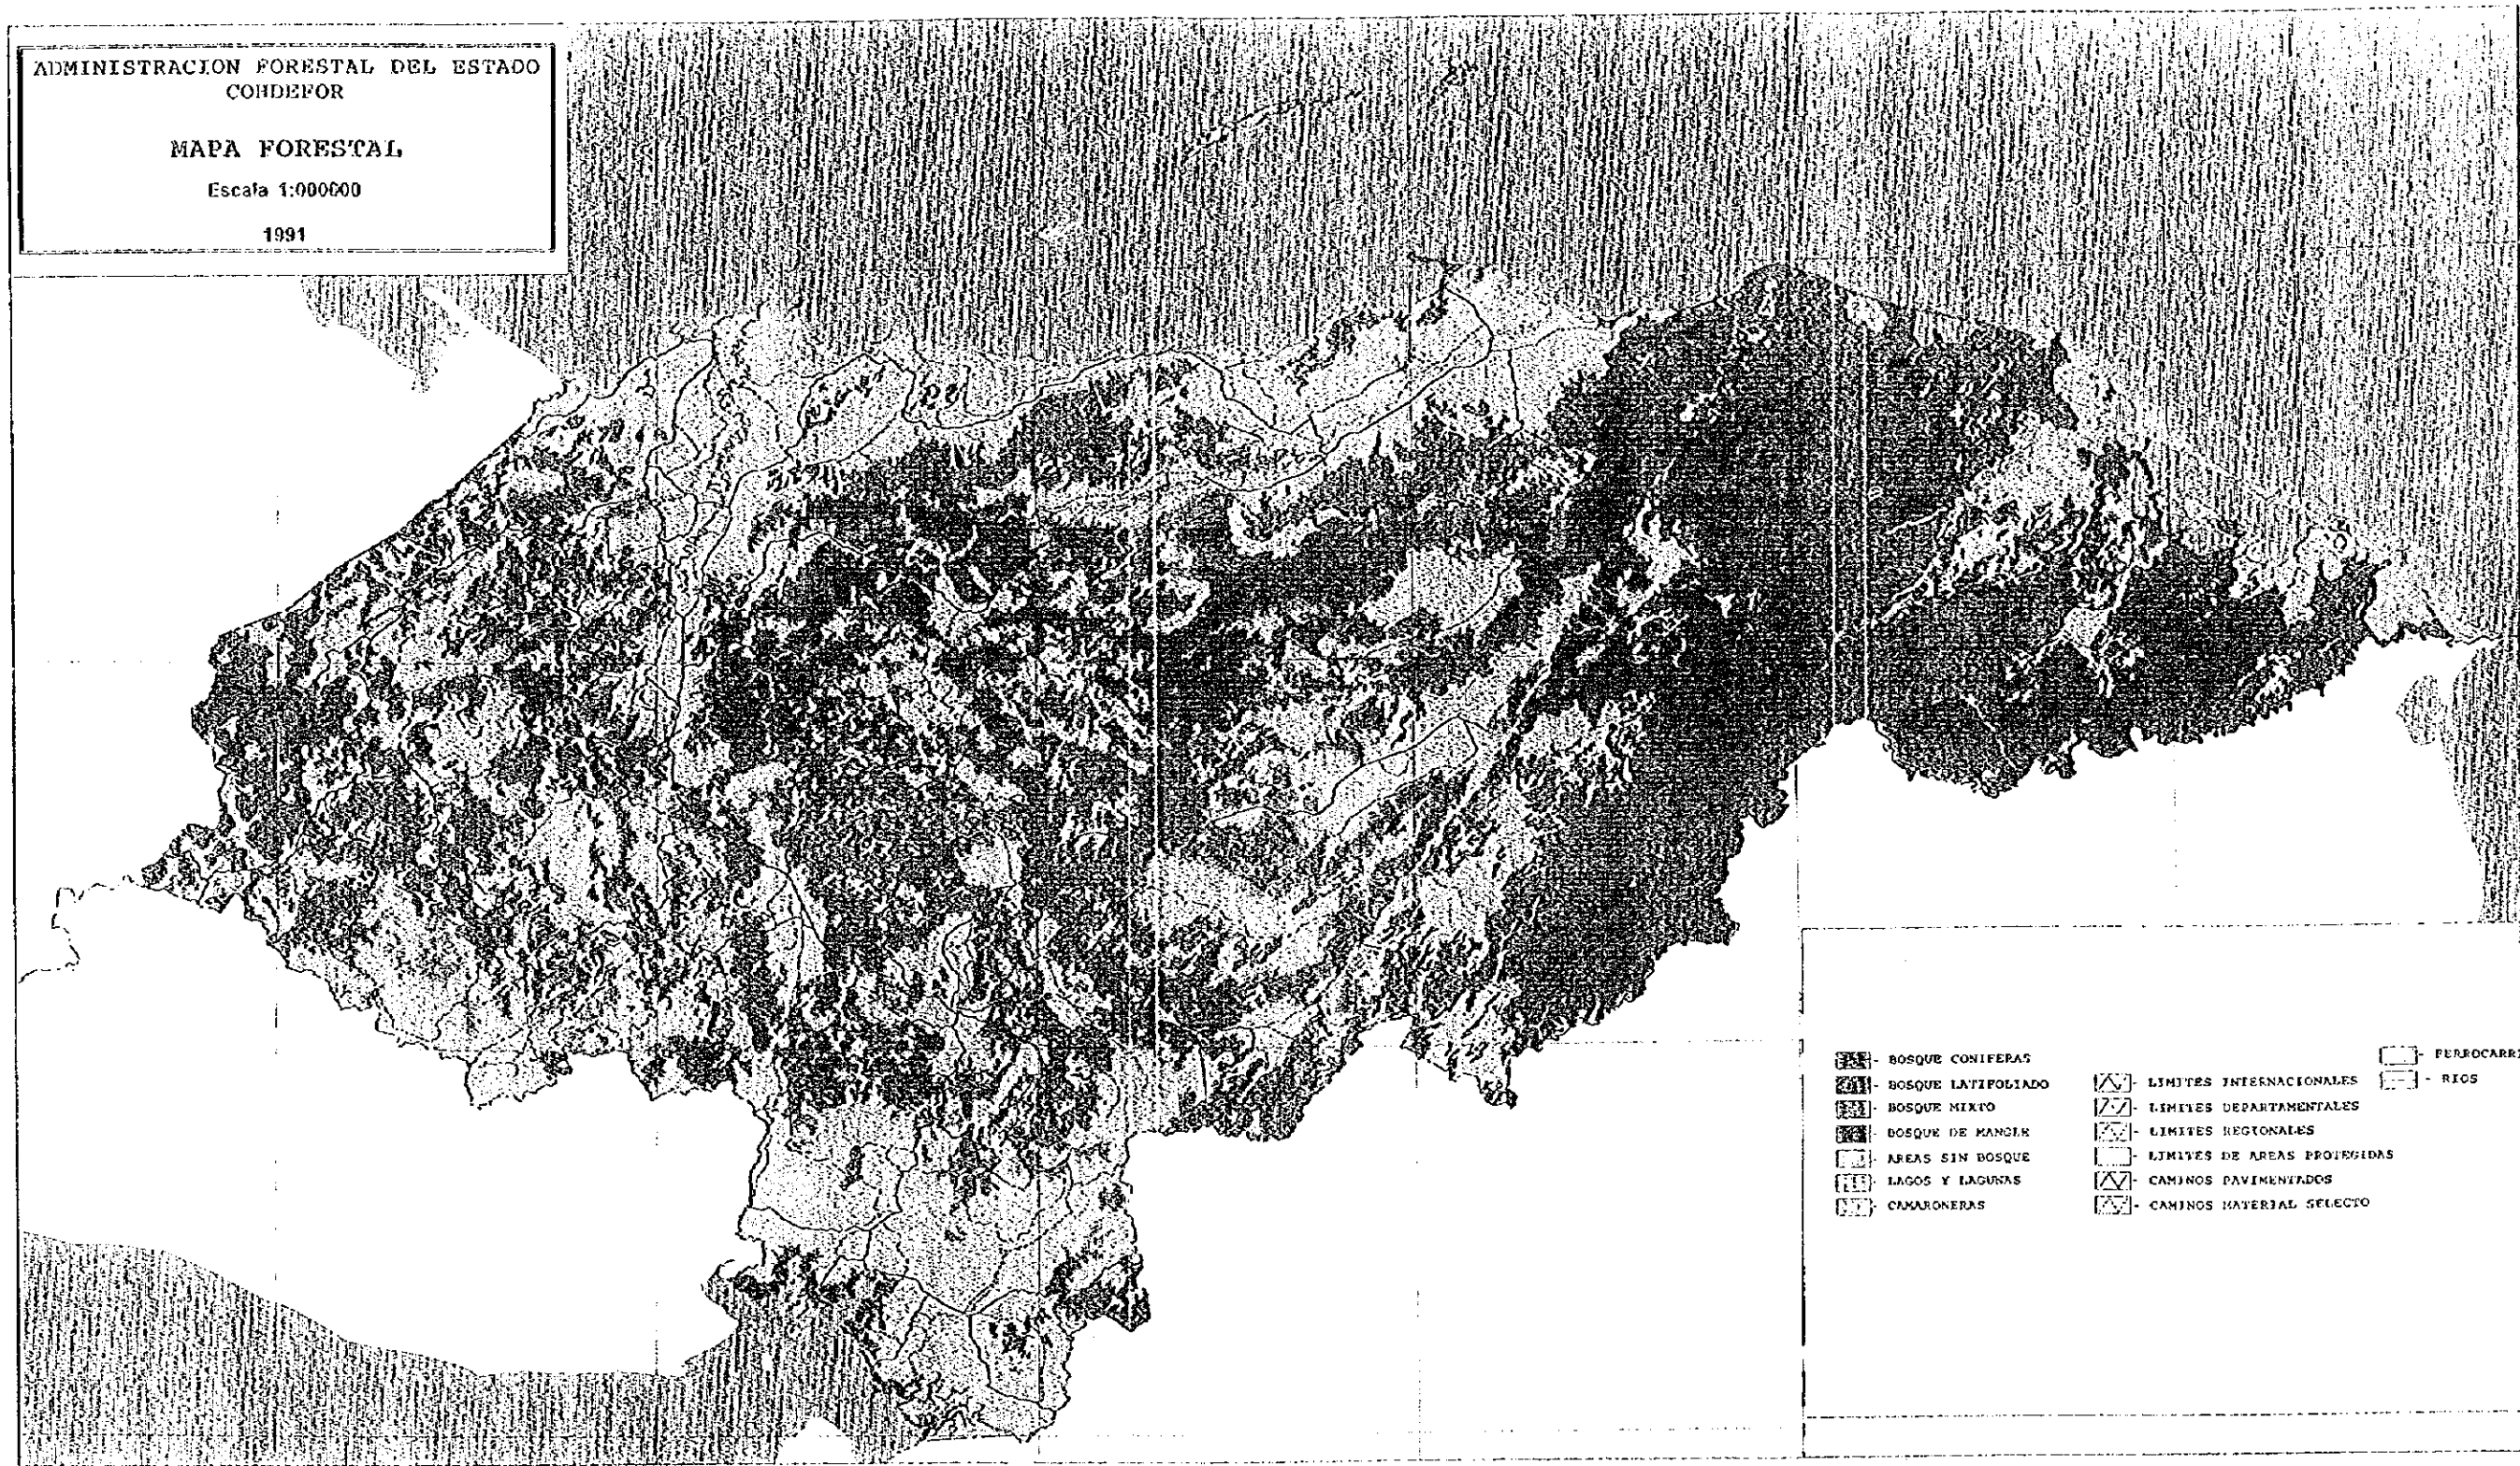 ADMINISTRACION FORESTAL DEL ESTADO
COHDEFOR
MAPA FORESTAL
Escala 1:000000
1991
- BOSQUE CONIFERAS
- BOSQUE LATIFOLIADO
- BOSQUE MIXTO
- BOSQUE DE MANGLE
- AREAS SIN BOSQUE
- LAGOS Y LAGUNAS
- CAMARONERAS
- LIMITES INTERNACIONALES
- LIMITES DEPARTAMENTALES
- LIMITES REGIONALES
- LIMITES DE AREAS PROTEGIDAS
- CAMINOS PAVIMENTADOS
- CAMINOS MATERIAL SELECTO
- FERROCARRI
- RIOS